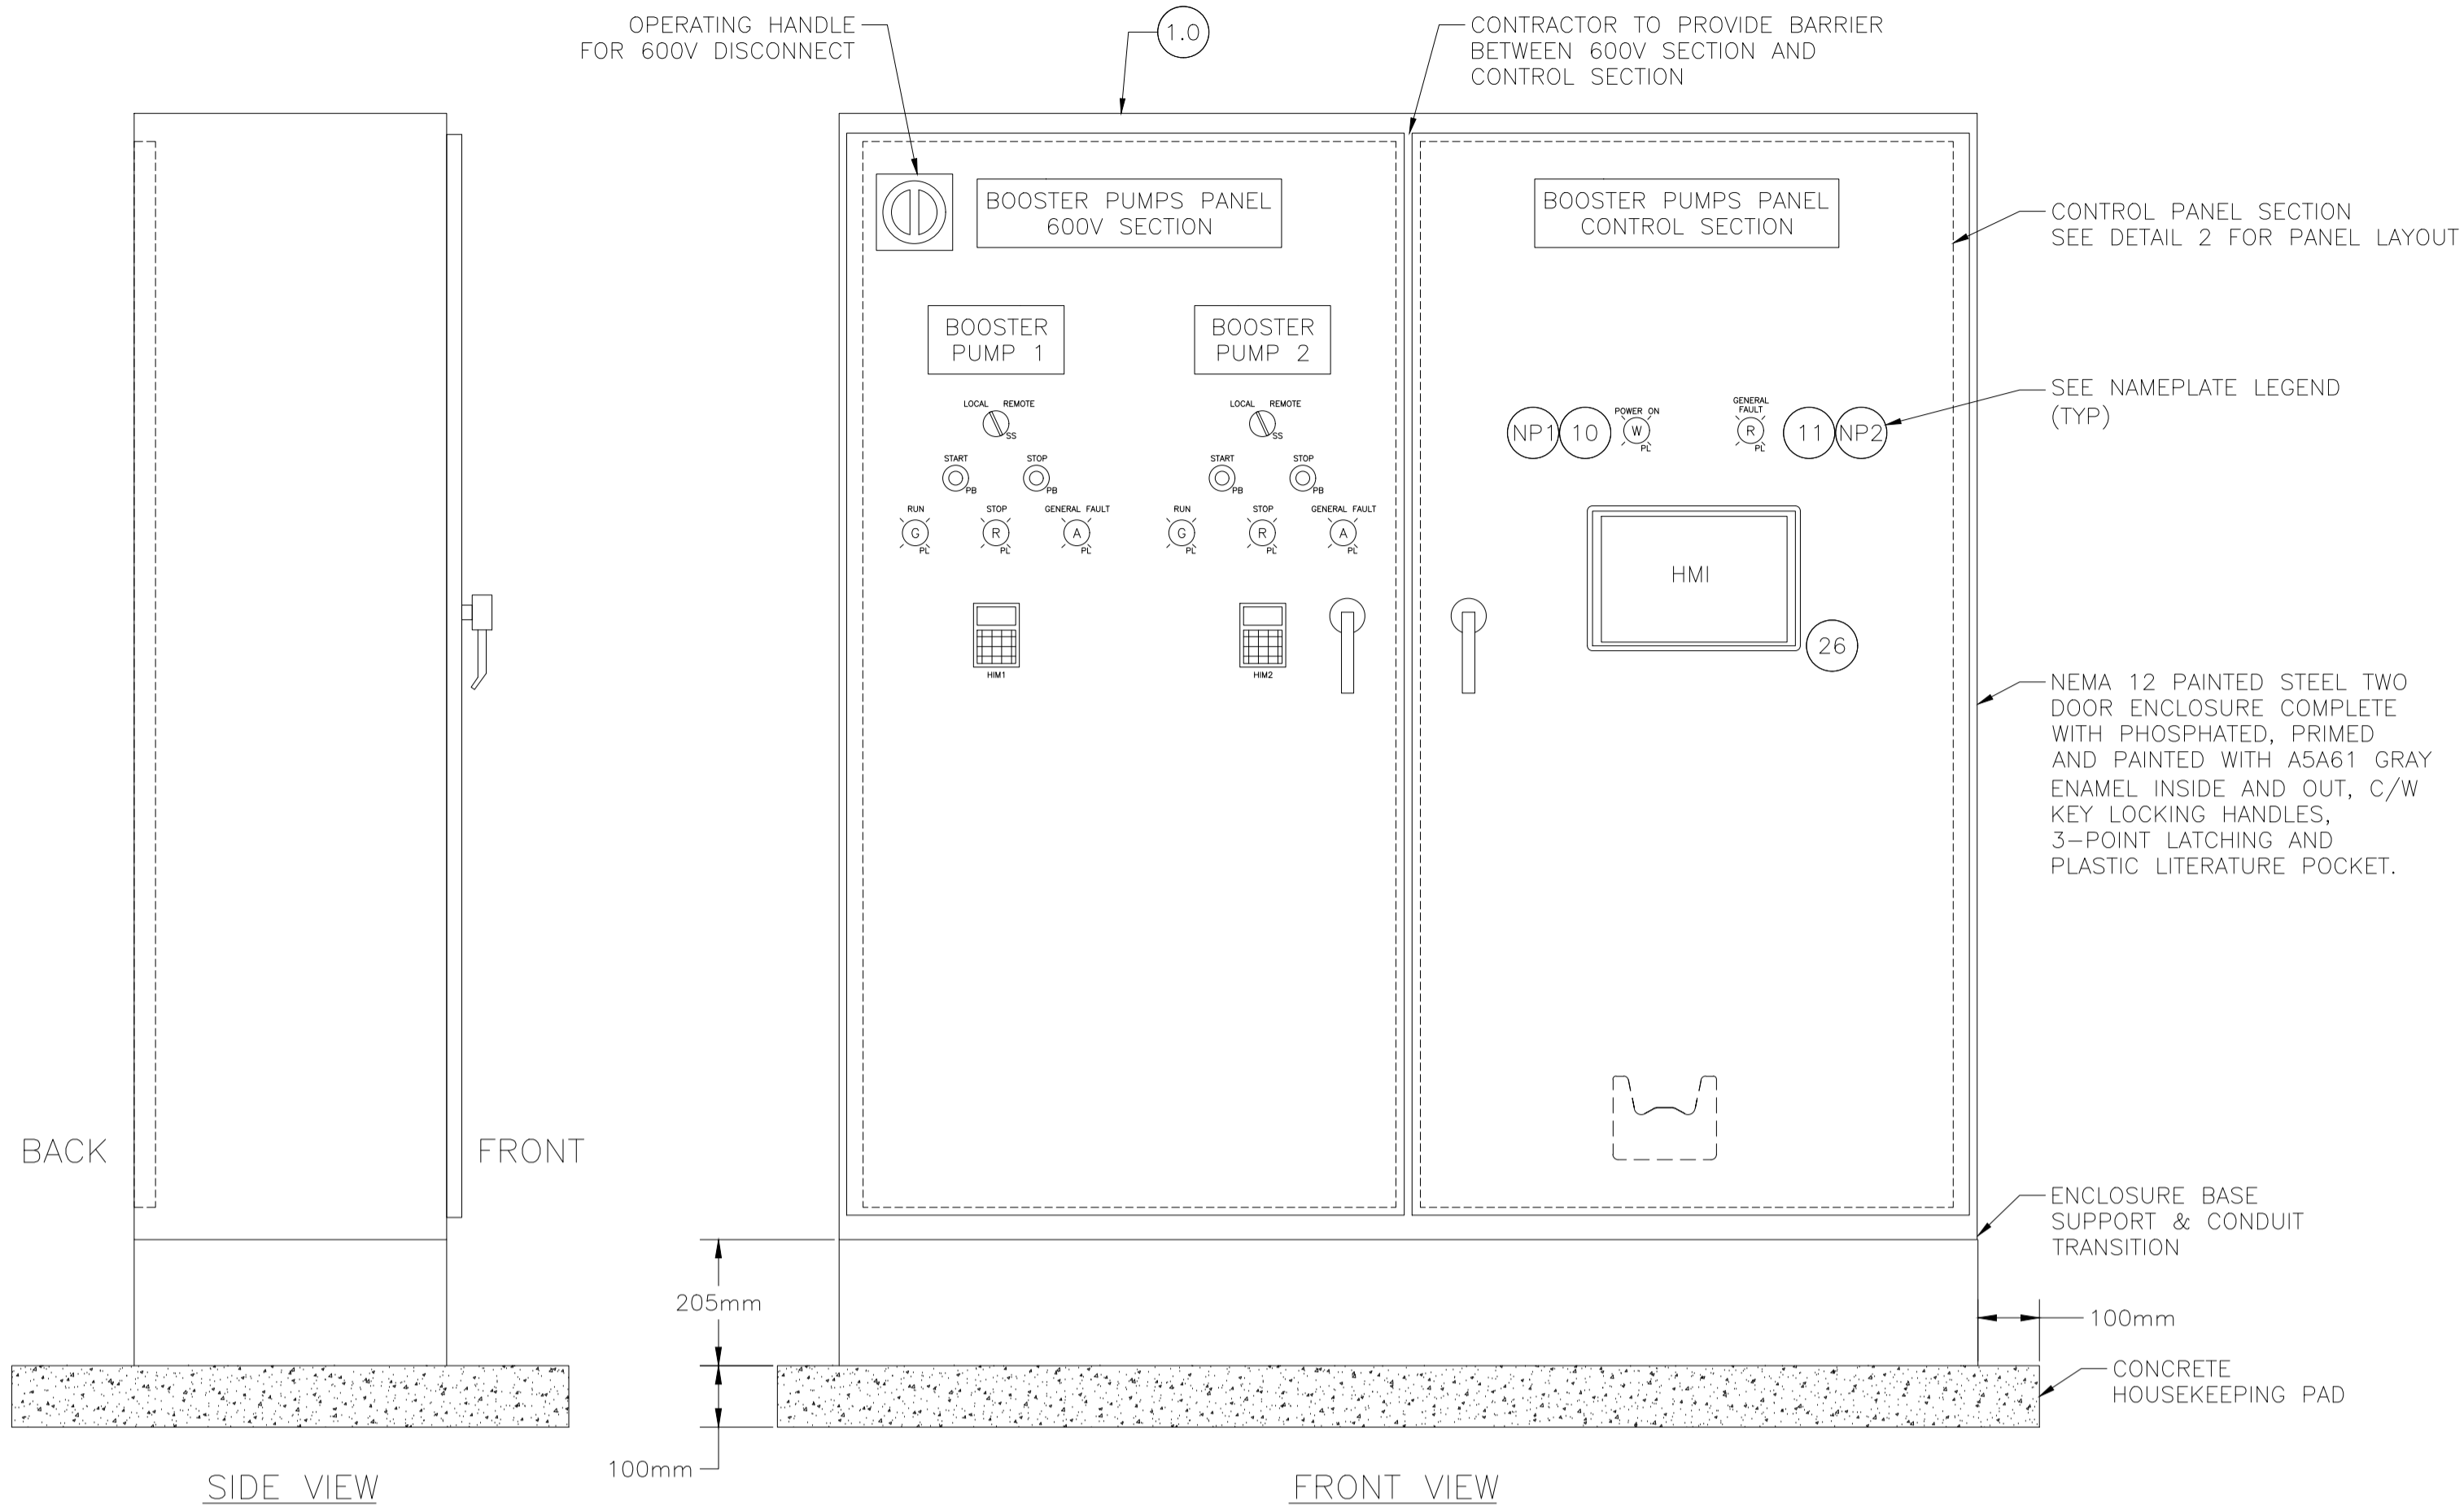 OPERATING HANDLE
FOR 600V DISCONNECT
1.0
CONTRACTOR TO PROVIDE BARRIER
BETWEEN 600V SECTION AND
CONTROL SECTION
BOOSTER PUMPS PANEL
600V SECTION
BOOSTER PUMPS PANEL
CONTROL SECTION
CONTROL PANEL SECTION
SEE DETAIL 2 FOR PANEL LAYOUT
BOOSTER
PUMP 1
BOOSTER
PUMP 2
LOCAL REMOTE
SS
LOCAL REMOTE
SS
START STOP
PB PB
START STOP
PB PB
RUN STOP GENERAL FAULT
G R A
PL PL PL
RUN STOP GENERAL FAULT
G R A
PL PL PL
HIM1
HIM2
NP1 10
POWER ON
W
PL
GENERAL
FAULT
R
PL
11 NP2
SEE NAMEPLATE LEGEND
(TYP)
HMI
26
NEMA 12 PAINTED STEEL TWO
DOOR ENCLOSURE COMPLETE
WITH PHOSPHATED, PRIMED
AND PAINTED WITH A5A61 GRAY
ENAMEL INSIDE AND OUT, C/W
KEY LOCKING HANDLES,
3-POINT LATCHING AND
PLASTIC LITERATURE POCKET.
BACK
FRONT
ENCLOSURE BASE
SUPPORT & CONDUIT
TRANSITION
205mm
100mm
CONCRETE
HOUSEKEEPING PAD
100mm
SIDE VIEW
FRONT VIEW